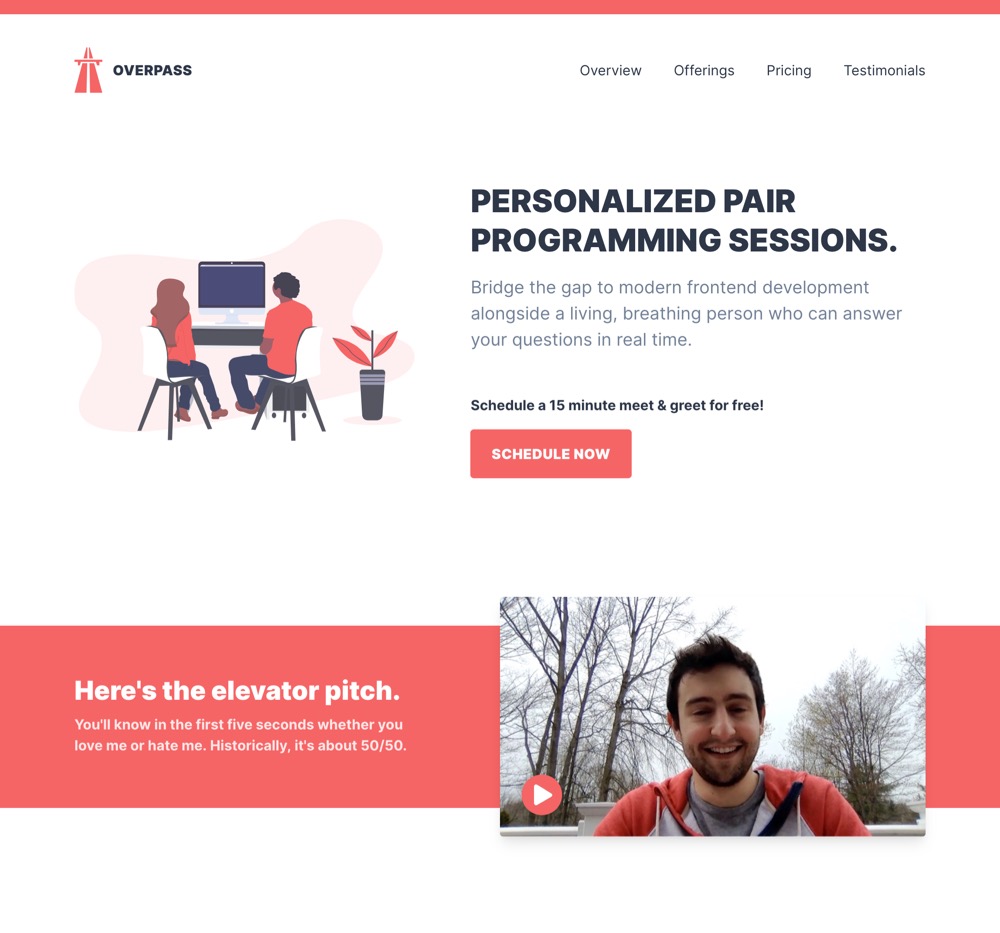 OVERPASS
Overview Offerings Pricing Testimonials
PERSONALIZED PAIR
PROGRAMMING SESSIONS.
Bridge the gap to modern frontend development
alongside a living, breathing person who can answer
your questions in real time.
Schedule a 15 minute meet & greet for free!
SCHEDULE NOW
Here's the elevator pitch.
You'll know in the first five seconds whether you
love me or hate me. Historically, it's about 50/50.